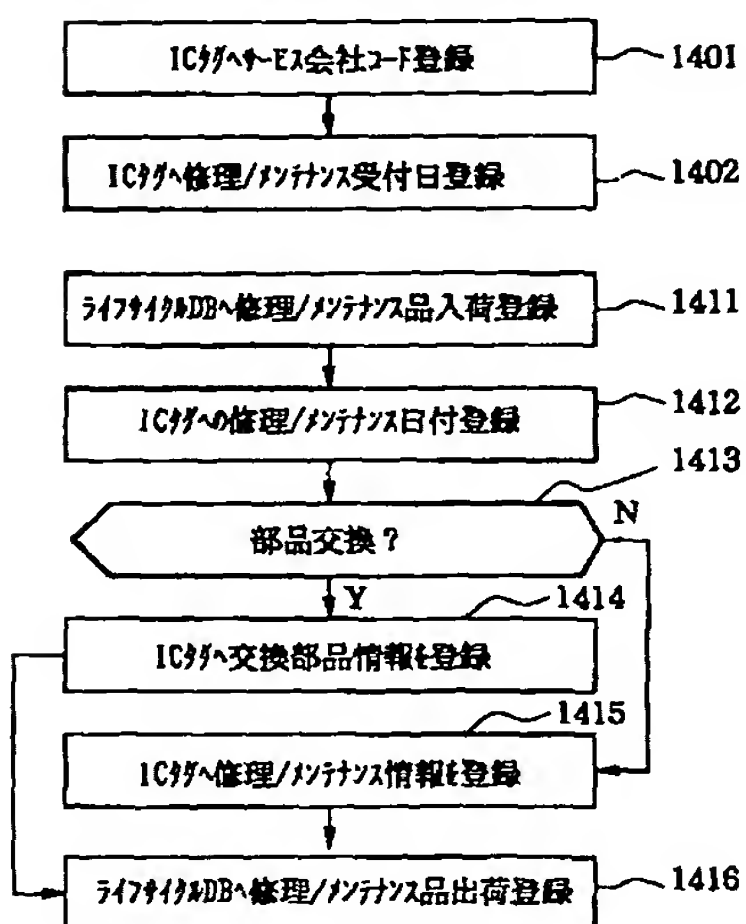 ICﾀｸﾞへｻｰﾋﾞｽ会社ｺｰﾄﾞ登録
1401
ICﾀｸﾞへ修理/ﾒﾝﾃﾅﾝｽ受付日登録
1402
ﾗｲﾌｻｲｸﾙDBへ修理/ﾒﾝﾃﾅﾝｽ品入荷登録
1411
ICﾀｸﾞへの修理/ﾒﾝﾃﾅﾝｽ日付登録
1412
1413
部品交換？
N
Y
1414
ICﾀｸﾞへ交換部品情報を登録
1415
ICﾀｸﾞへ修理/ﾒﾝﾃﾅﾝｽ情報を登録
ﾗｲﾌｻｲｸﾙDBへ修理/ﾒﾝﾃﾅﾝｽ品出荷登録
1416